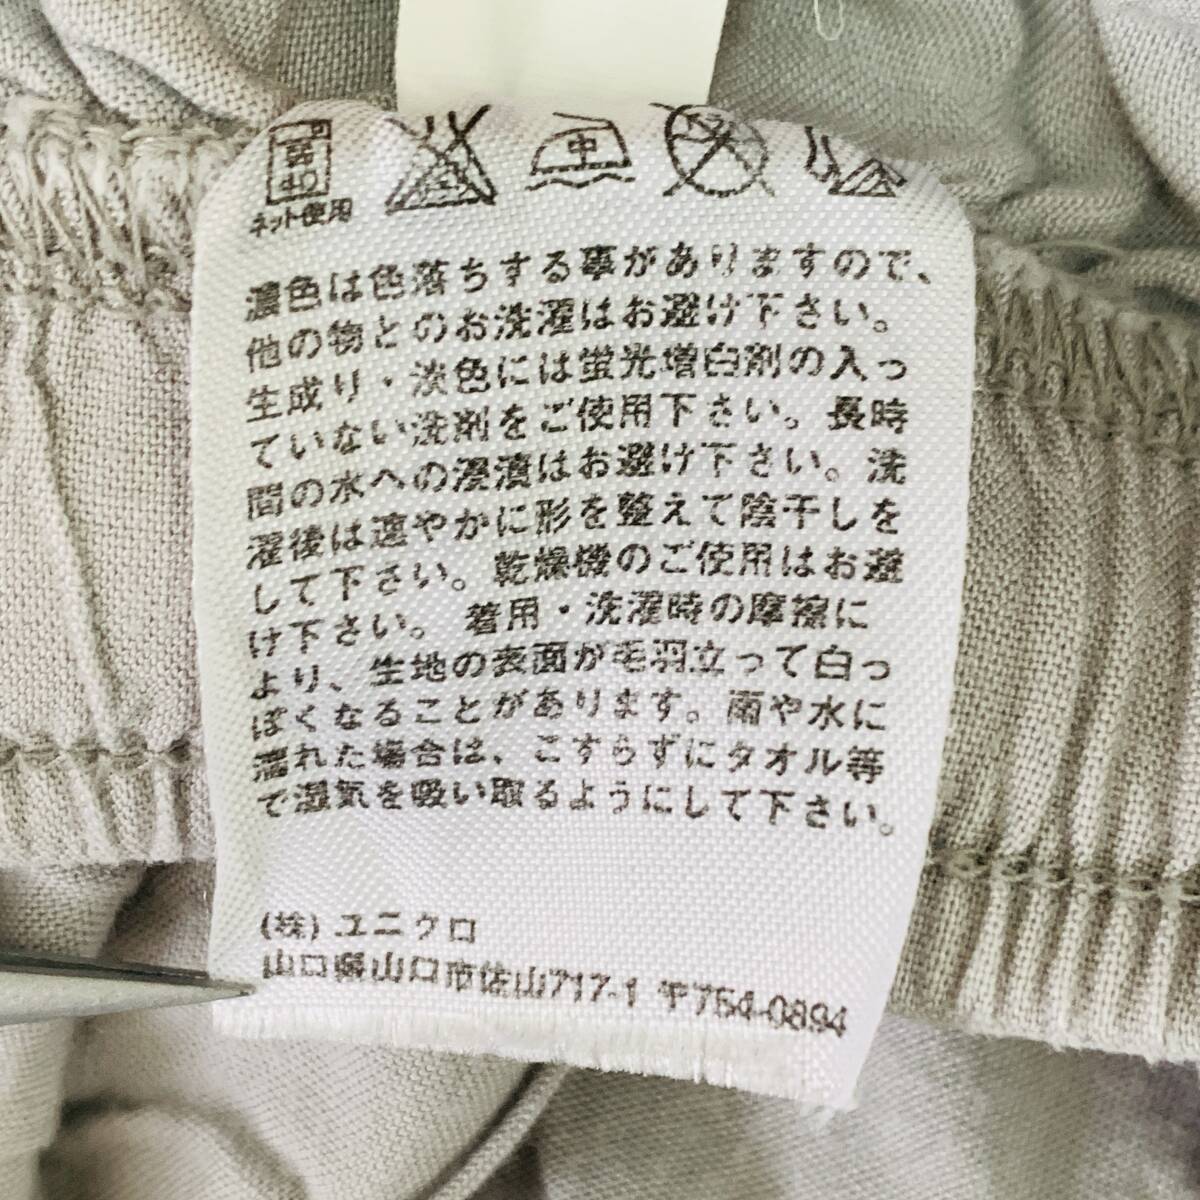 弱
40
ネット使用
中
濃色は色落ちする事がありますので、
他の物とのお洗濯はお避け下さい。
生成り・淡色には蛍光増白剤の入っ
ていない洗剤をご使用下さい。長時
間の水への浸漬はお避け下さい。洗
濯後は速やかに形を整えて陰干しを
して下さい。乾燥機のご使用はお避
け下さい。着用・洗濯時の摩擦に
より、生地の表面が毛羽立って白っ
ぽくなることがあります。雨や水に
濡れた場合は、こすらずにタオル等
で湿気を吸い取るようにして下さい。
(株) ユニクロ
山口県山口市佐山717-1 〒754-0894